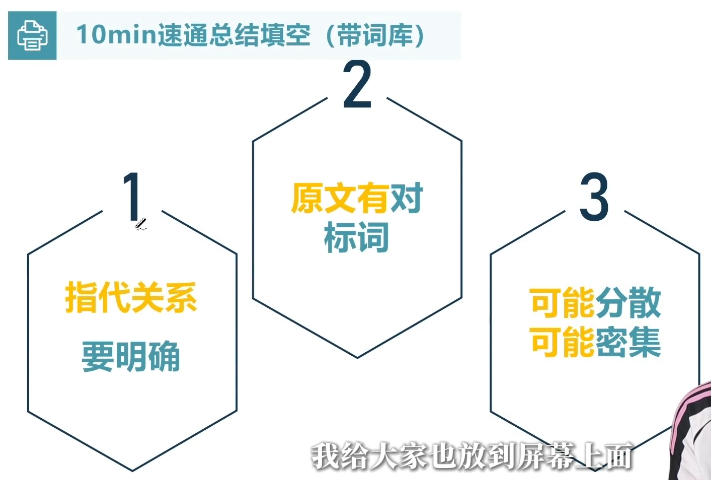 10min速通总结填空（带词库）
1
指代关系
要明确
2
原文有对
标词
3
可能分散
可能密集
我给大家也放到屏幕上面